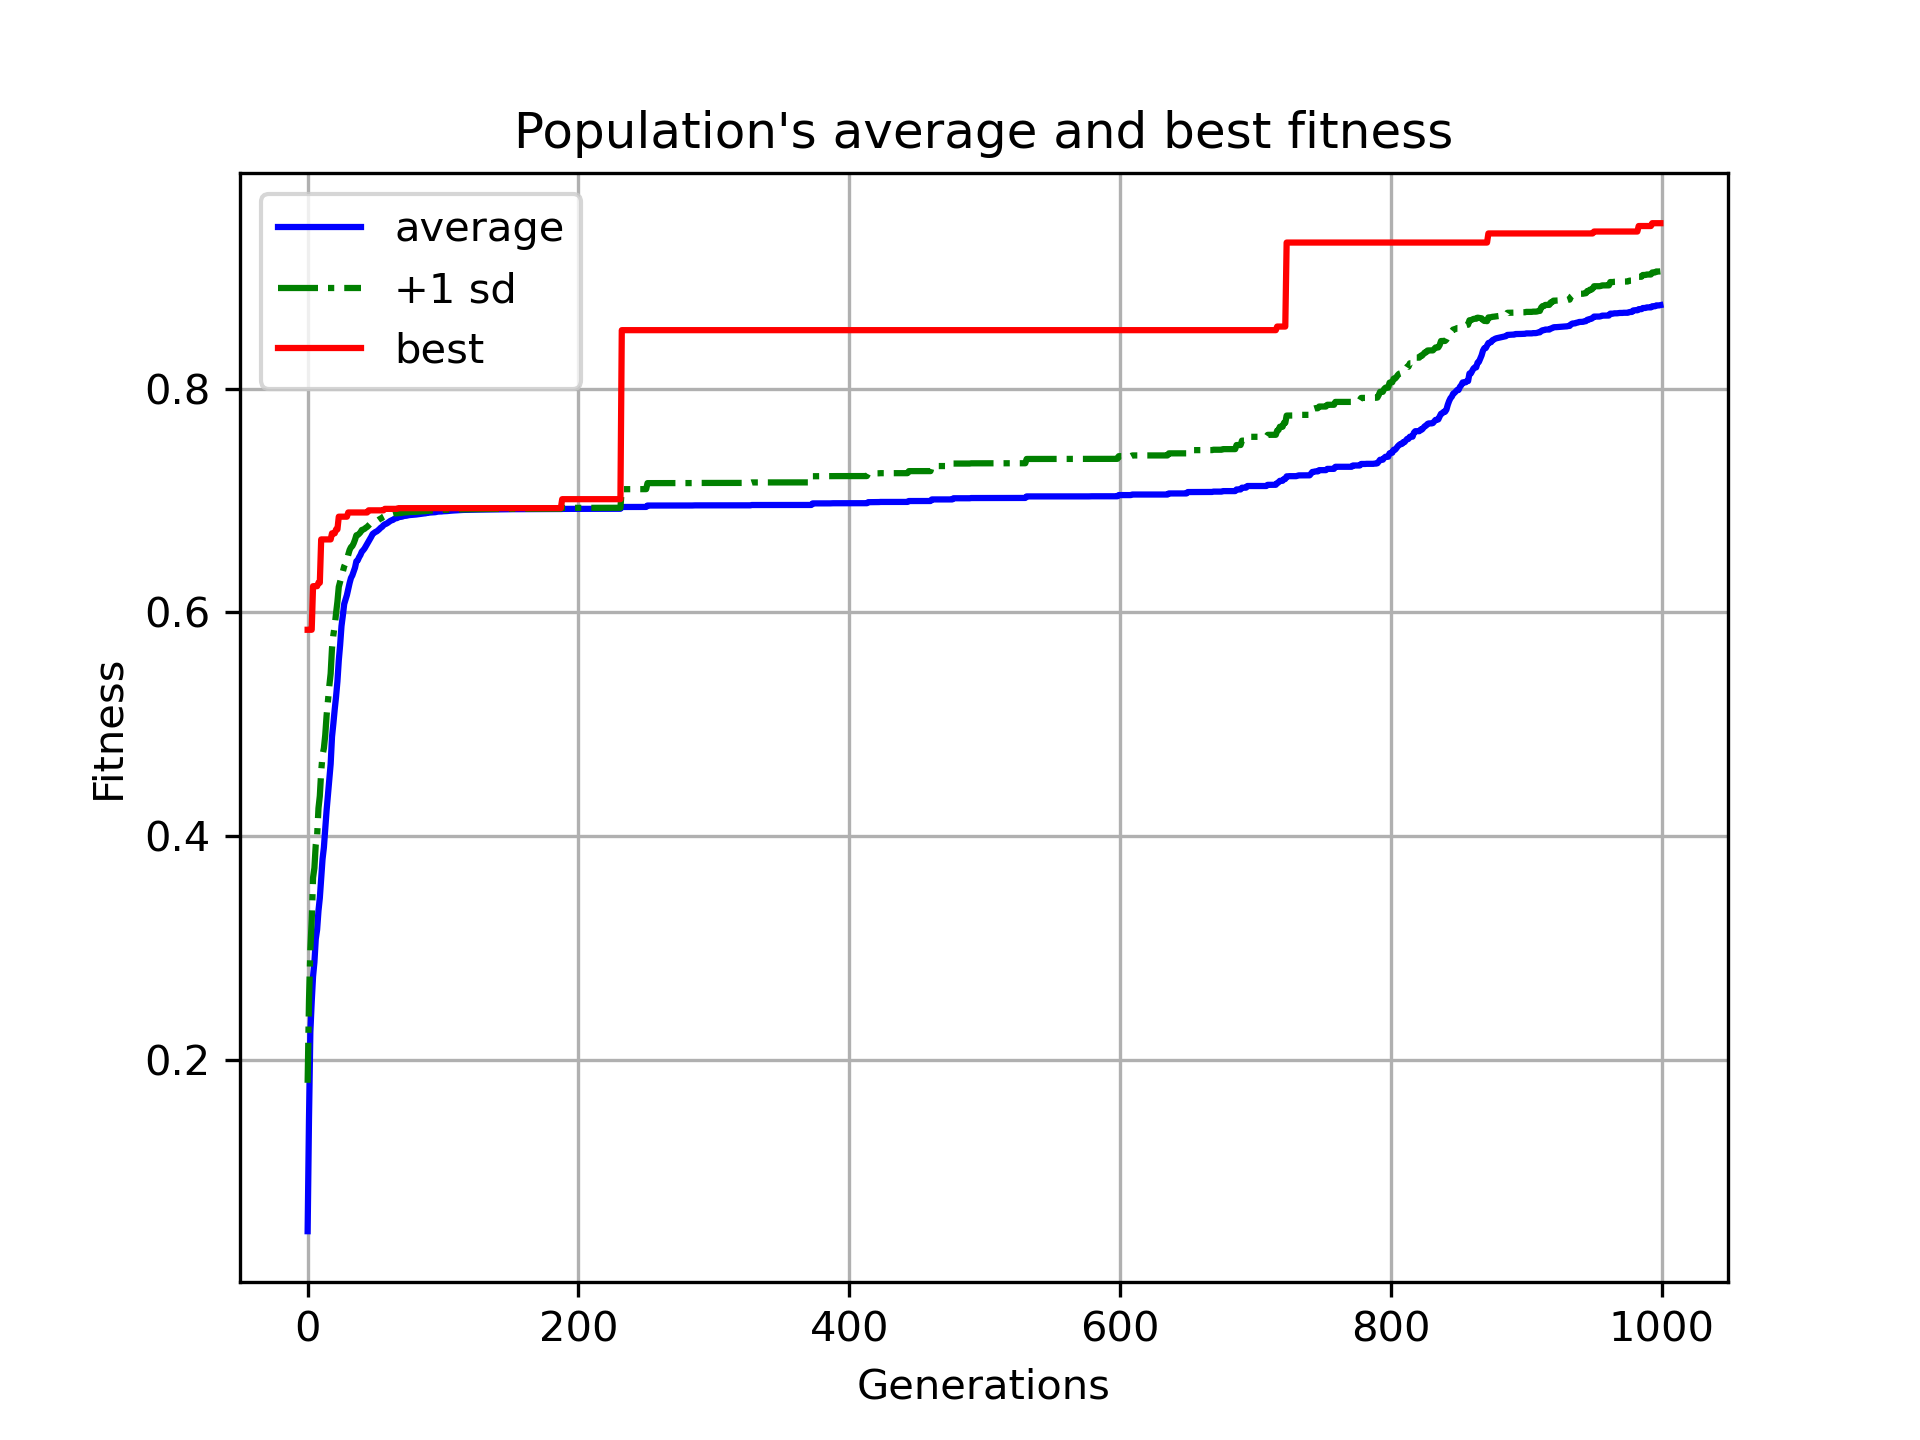 Population's average and best fitness
average
+1 sd
best
0.8
0.6
0.4
0.2
Fitness
0 200 400 600 800 1000
Generations